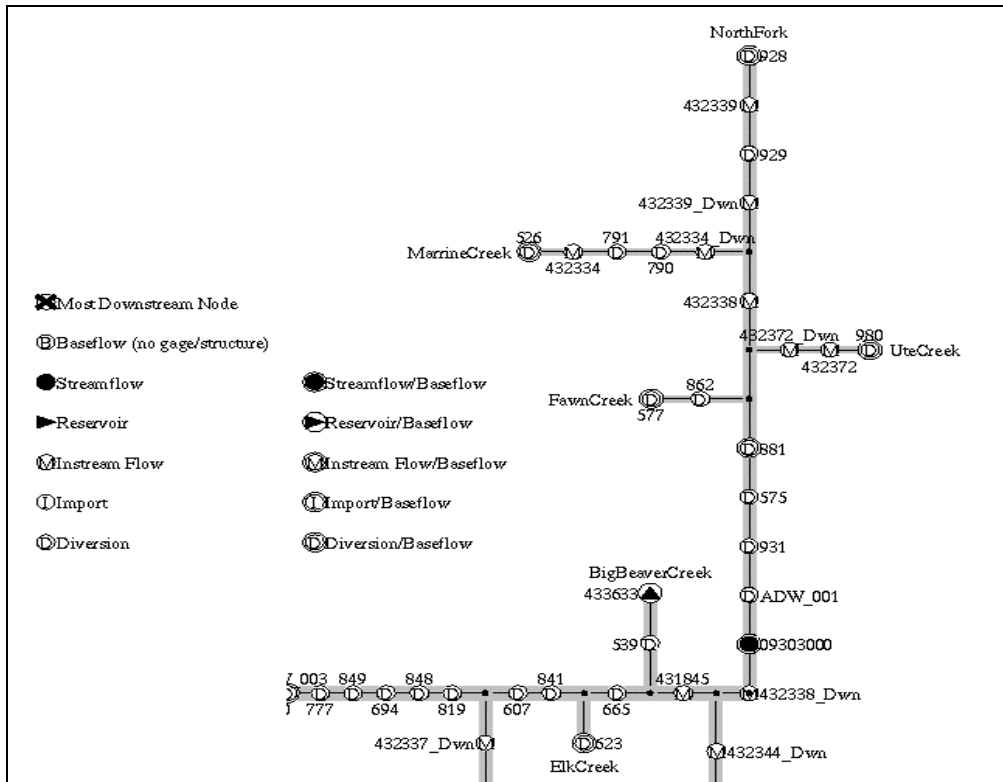 NorthFork
928
432339
929
432339_Dwn
526
791
432334_Dwn
MarrineCreek
432334
790
Most Downstream Node
432338
432372_Dwn
980
Baseflow (no gage/structure)
UteCreek
432372
Streamflow
Streamflow/Baseflow
862
FawnCreek
577
Reservoir
Reservoir/Baseflow
881
Instream Flow
Instream Flow/Baseflow
575
Import
Import/Baseflow
931
Diversion
Diversion/Baseflow
BigBeaverCreek
433633
ADW_001
539
09303000
_003
849
848
841
431845
432338_Dwn
777
694
819
607
665
432337_Dwn
623
432344_Dwn
ElkCreek